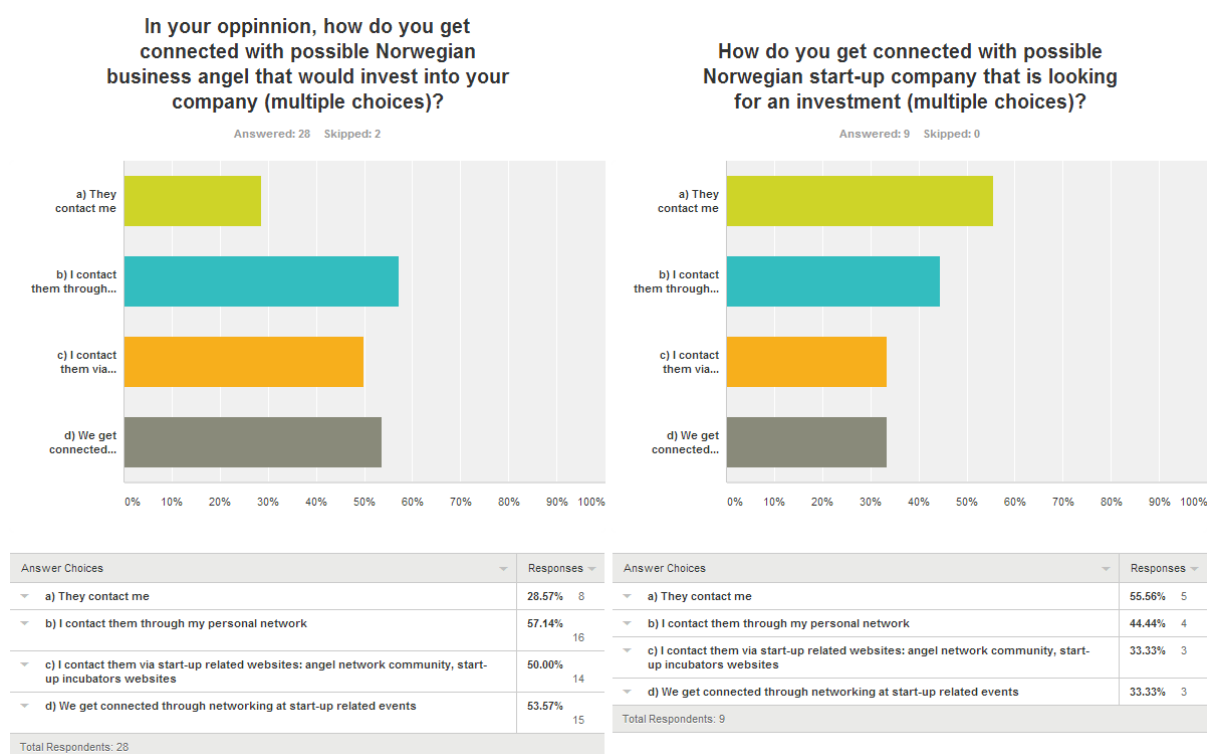 In your oppinnion, how do you get
connected with possible Norwegian
business angel that would invest into your
company (multiple choices)?
Answered: 28 Skipped: 2
a) They
contact me
b) I contact
them through...
c) I contact
them via...
d) We get
connected...
0% 10% 20% 30% 40% 50% 60% 70% 80% 90% 100%
Answer Choices Responses
a) They contact me 28.57% 8
b) I contact them through my personal network 57.14%
16
c) I contact them via start-up related websites: angel network community, start-
up incubators websites 50.00%
14
d) We get connected through networking at start-up related events 53.57%
15
Total Respondents: 28
How do you get connected with possible
Norwegian start-up company that is looking
for an investment (multiple choices)?
Answered: 9 Skipped: 0
a) They
contact me
b) I contact
them through...
c) I contact
them via...
d) We get
connected...
0% 10% 20% 30% 40% 50% 60% 70% 80% 90% 100%
Answer Choices Responses
a) They contact me 55.56% 5
b) I contact them through my personal network 44.44% 4
c) I contact them via start-up related websites: angel network community, start-
up incubators websites 33.33% 3
d) We get connected through networking at start-up related events 33.33% 3
Total Respondents: 9